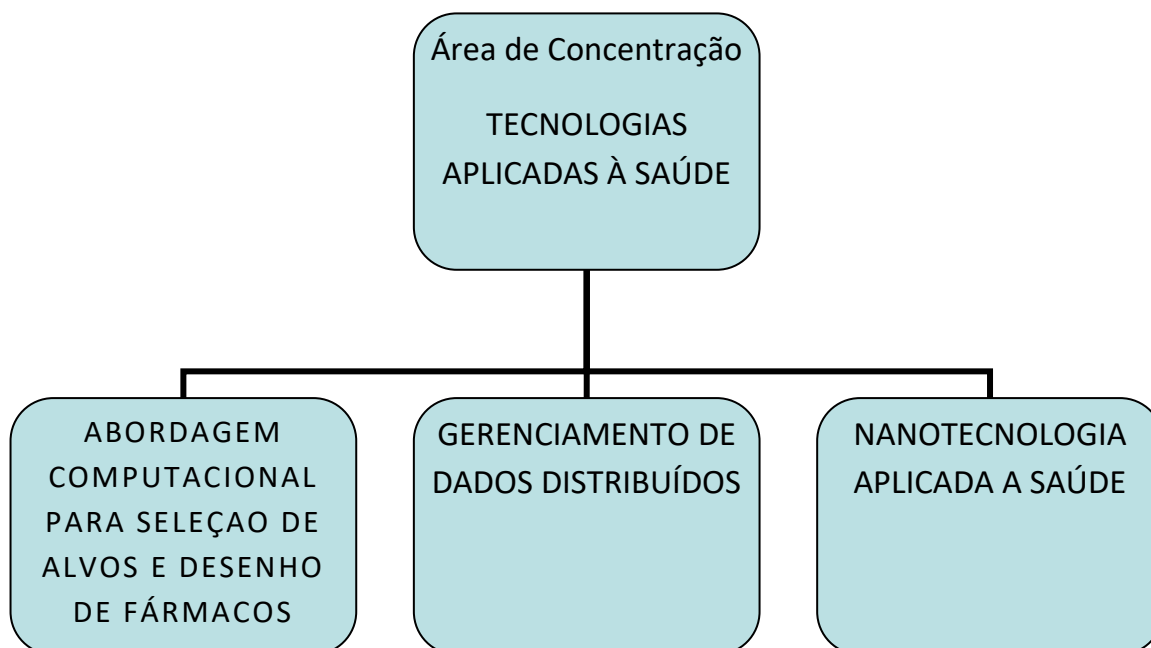 Área de Concentração
TECNOLOGIAS
APLICADAS À SAÚDE
ABORDAGEM
COMPUTACIONAL
PARA SELEÇAO DE
ALVOS E DESENHO
DE FÁRMACOS
GERENCIAMENTO DE
DADOS DISTRIBUÍDOS
NANOTECNOLOGIA
APLICADA A SAÚDE